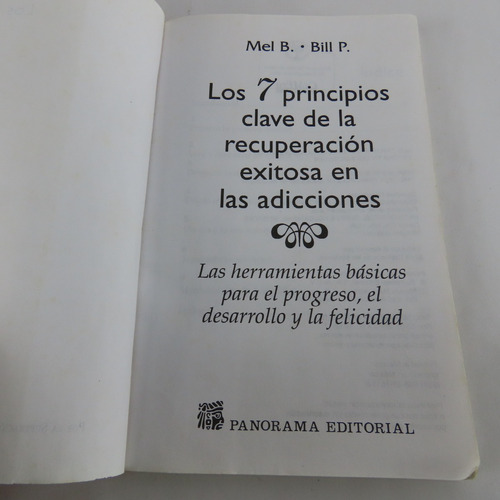 Mel B. • Bill P.
Los 7 principios
clave de la
recuperación
exitosa en
las adicciones
Las herramientas básicas
para el progreso, el
desarrollo y la felicidad
PANORAMA EDITORIAL